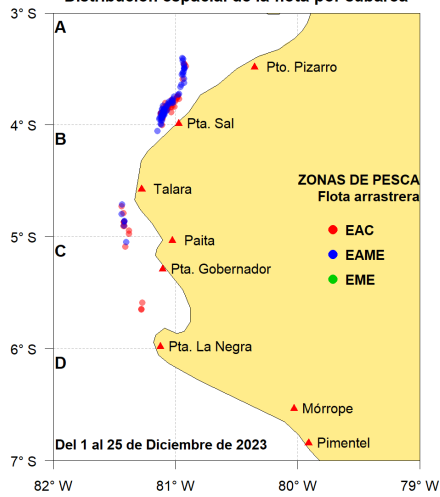 Distribución espacial de la flota por subárea
3° S
A
Pto. Pizarro
4° S
Pta. Sal
B
Talara
ZONAS DE PESCA
Flota arrastrera
EAC
5° S
Paita
C
EAME
Pta. Gobernador
EME
6° S
Pta. La Negra
D
Mórrope
Del 1 al 25 de Diciembre de 2023
Pimentel
7° S
82° W
81° W
80° W
79° W